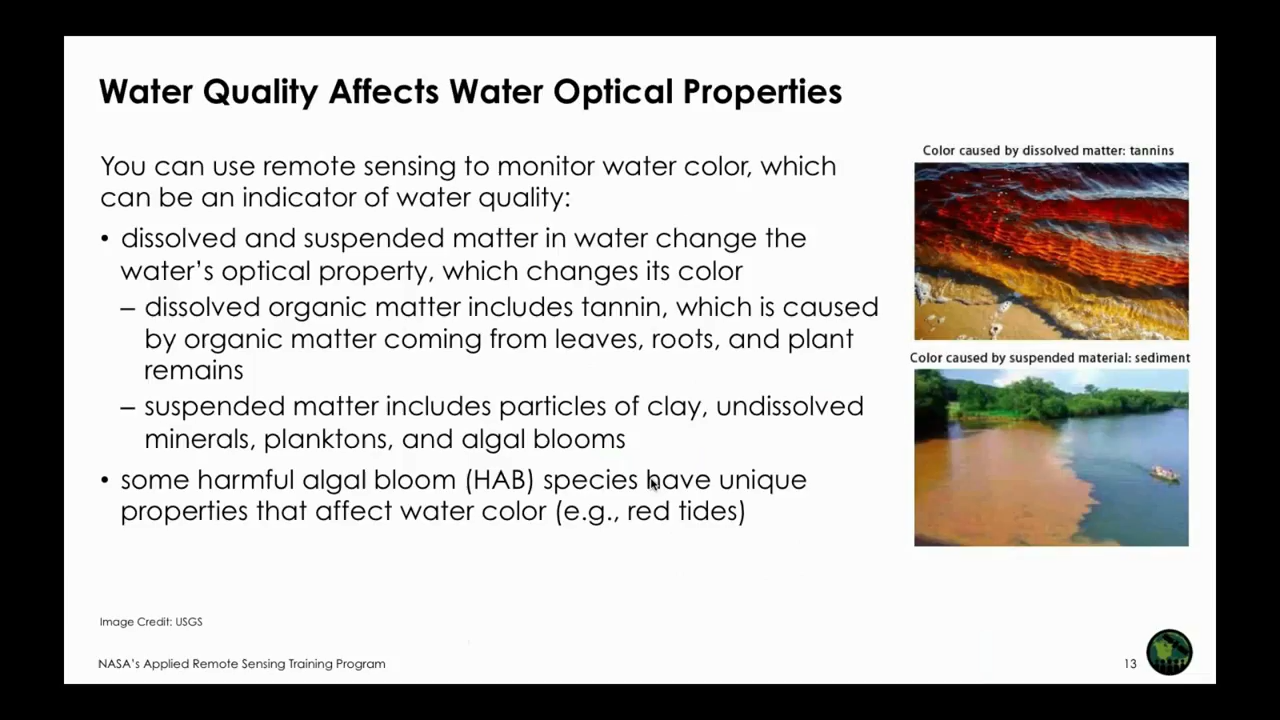 Water Quality Affects Water Optical Properties
You can use remote sensing to monitor water color, which
can be an indicator of water quality:
• dissolved and suspended matter in water change the
water’s optical property, which changes its color
– dissolved organic matter includes tannin, which is caused
by organic matter coming from leaves, roots, and plant
remains
– suspended matter includes particles of clay, undissolved
minerals, planktons, and algal blooms
• some harmful algal bloom (HAB) species have unique
properties that affect water color (e.g., red tides)
Color caused by dissolved matter: tannins
Color caused by suspended material: sediment
Image Credit: USGS
NASA’s Applied Remote Sensing Training Program
13